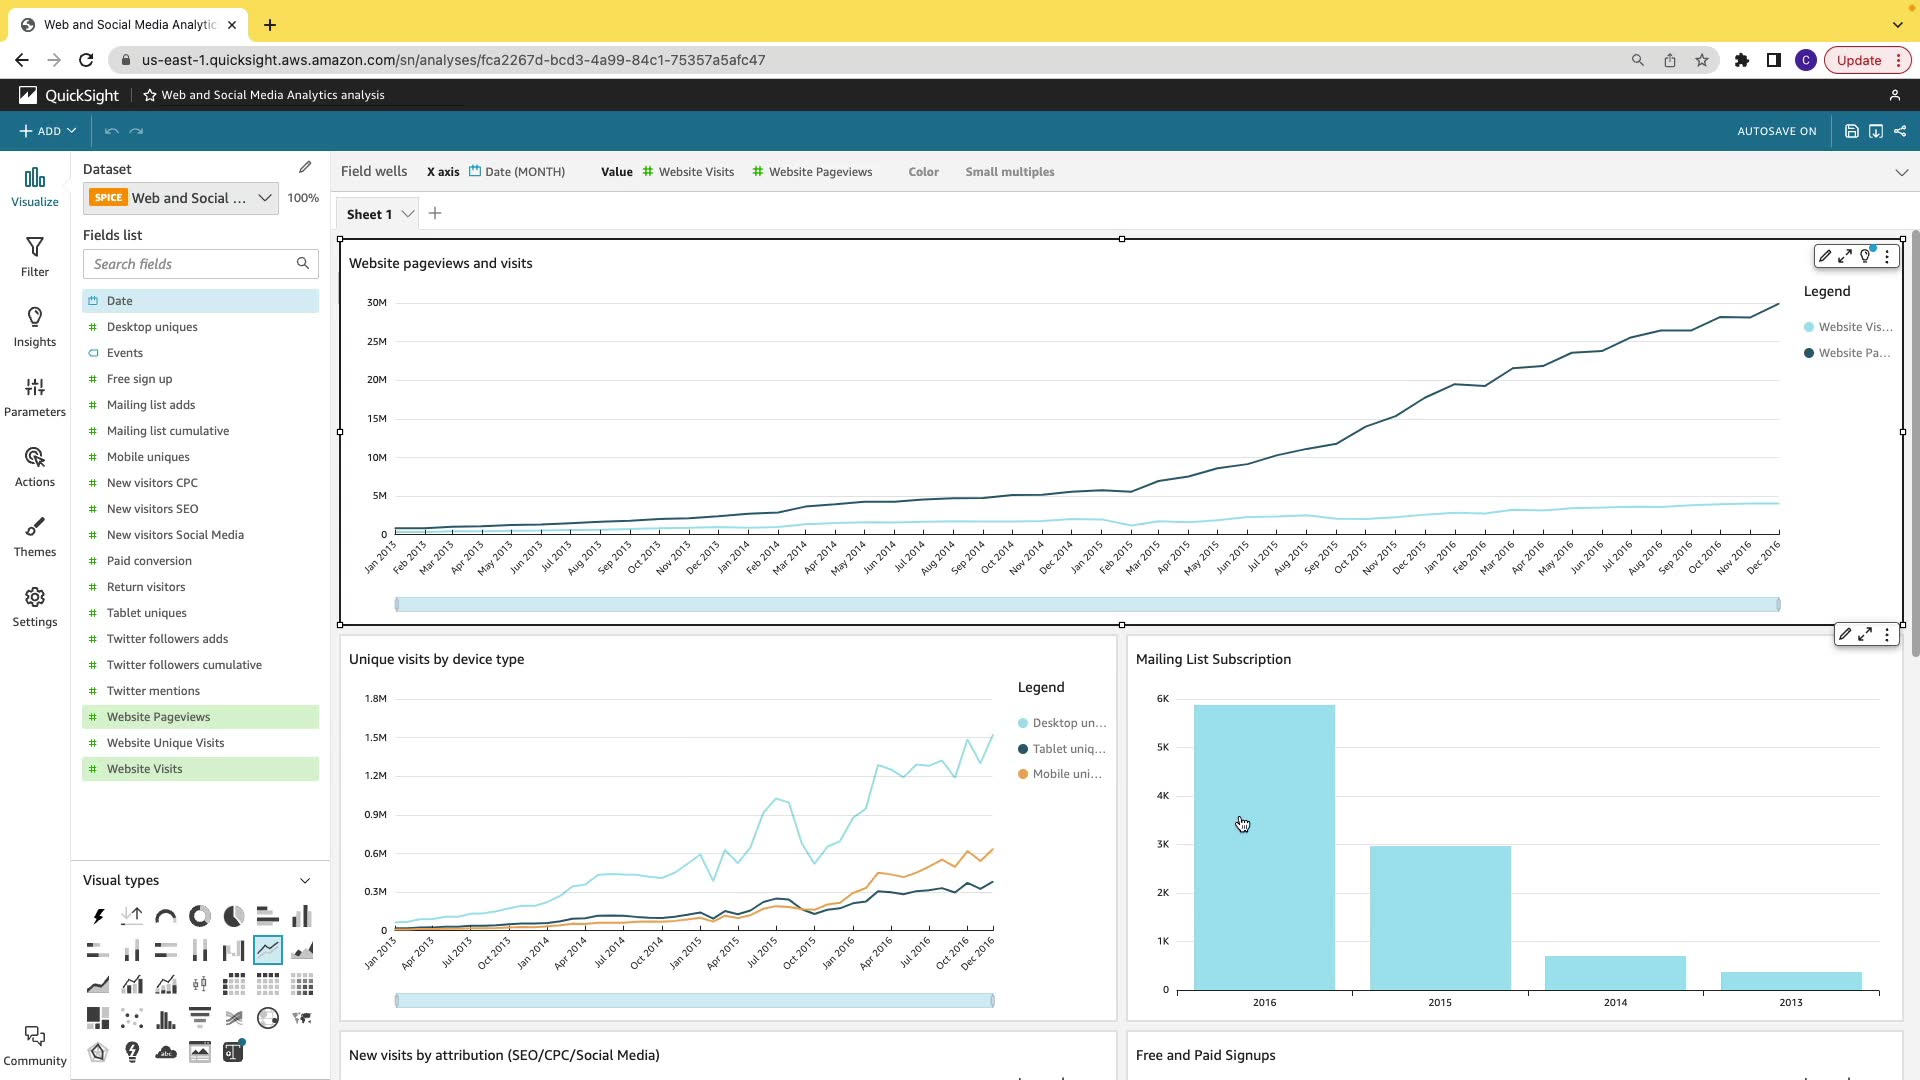 Web and Social Media Analytic
us-east-1.quicksight.aws.amazon.com/sn/analyses/fca2267d-bcd3-4a99-84c1-75357a5afc47
C
Update
QuickSight
Web and Social Media Analytics analysis
ADD
AUTOSAVE ON
Visualize
Filter
Insights
Parameters
Actions
Themes
Settings
Community
Dataset
SPICE Web and Social ... 100%
Fields list
Search fields
Date
Desktop uniques
Events
Free sign up
Mailing list adds
Mailing list cumulative
Mobile uniques
New visitors CPC
New visitors SEO
New visitors Social Media
Paid conversion
Return visitors
Tablet uniques
Twitter followers adds
Twitter followers cumulative
Twitter mentions
Website Pageviews
Website Unique Visits
Website Visits
Visual types
Field wells X axis Date (MONTH) Value Website Visits Website Pageviews Color Small multiples
Sheet 1
Website pageviews and visits
30M
25M
20M
15M
10M
5M
0
Jan 2013 Feb 2013 Mar 2013 Apr 2013 May 2013 Jun 2013 Jul 2013 Aug 2013 Sep 2013 Oct 2013 Nov 2013 Dec 2013 Jan 2014 Feb 2014 Mar 2014 Apr 2014 May 2014 Jun 2014 Jul 2014 Aug 2014 Sep 2014 Oct 2014 Nov 2014 Dec 2014 Jan 2015 Feb 2015 Mar 2015 Apr 2015 May 2015 Jun 2015 Jul 2015 Aug 2015 Sep 2015 Oct 2015 Nov 2015 Dec 2015 Jan 2016 Feb 2016 Mar 2016 Apr 2016 May 2016 Jun 2016 Jul 2016 Aug 2016 Sep 2016 Oct 2016 Nov 2016 Dec 2016
Legend
Website Vis...
Website Pa...
Unique visits by device type
1.8M
1.5M
1.2M
0.9M
0.6M
0.3M
0
Jan 2013 Apr 2013 Jul 2013 Oct 2013 Jan 2014 Apr 2014 Jul 2014 Oct 2014 Jan 2015 Apr 2015 Jul 2015 Oct 2015 Jan 2016 Apr 2016 Jul 2016 Oct 2016 Dec 2016
Legend
Desktop un...
Tablet uniq...
Mobile uni...
Mailing List Subscription
6K
5K
4K
3K
2K
1K
0
2016 2015 2014 2013
New visits by attribution (SEO/CPC/Social Media)
Free and Paid Signups